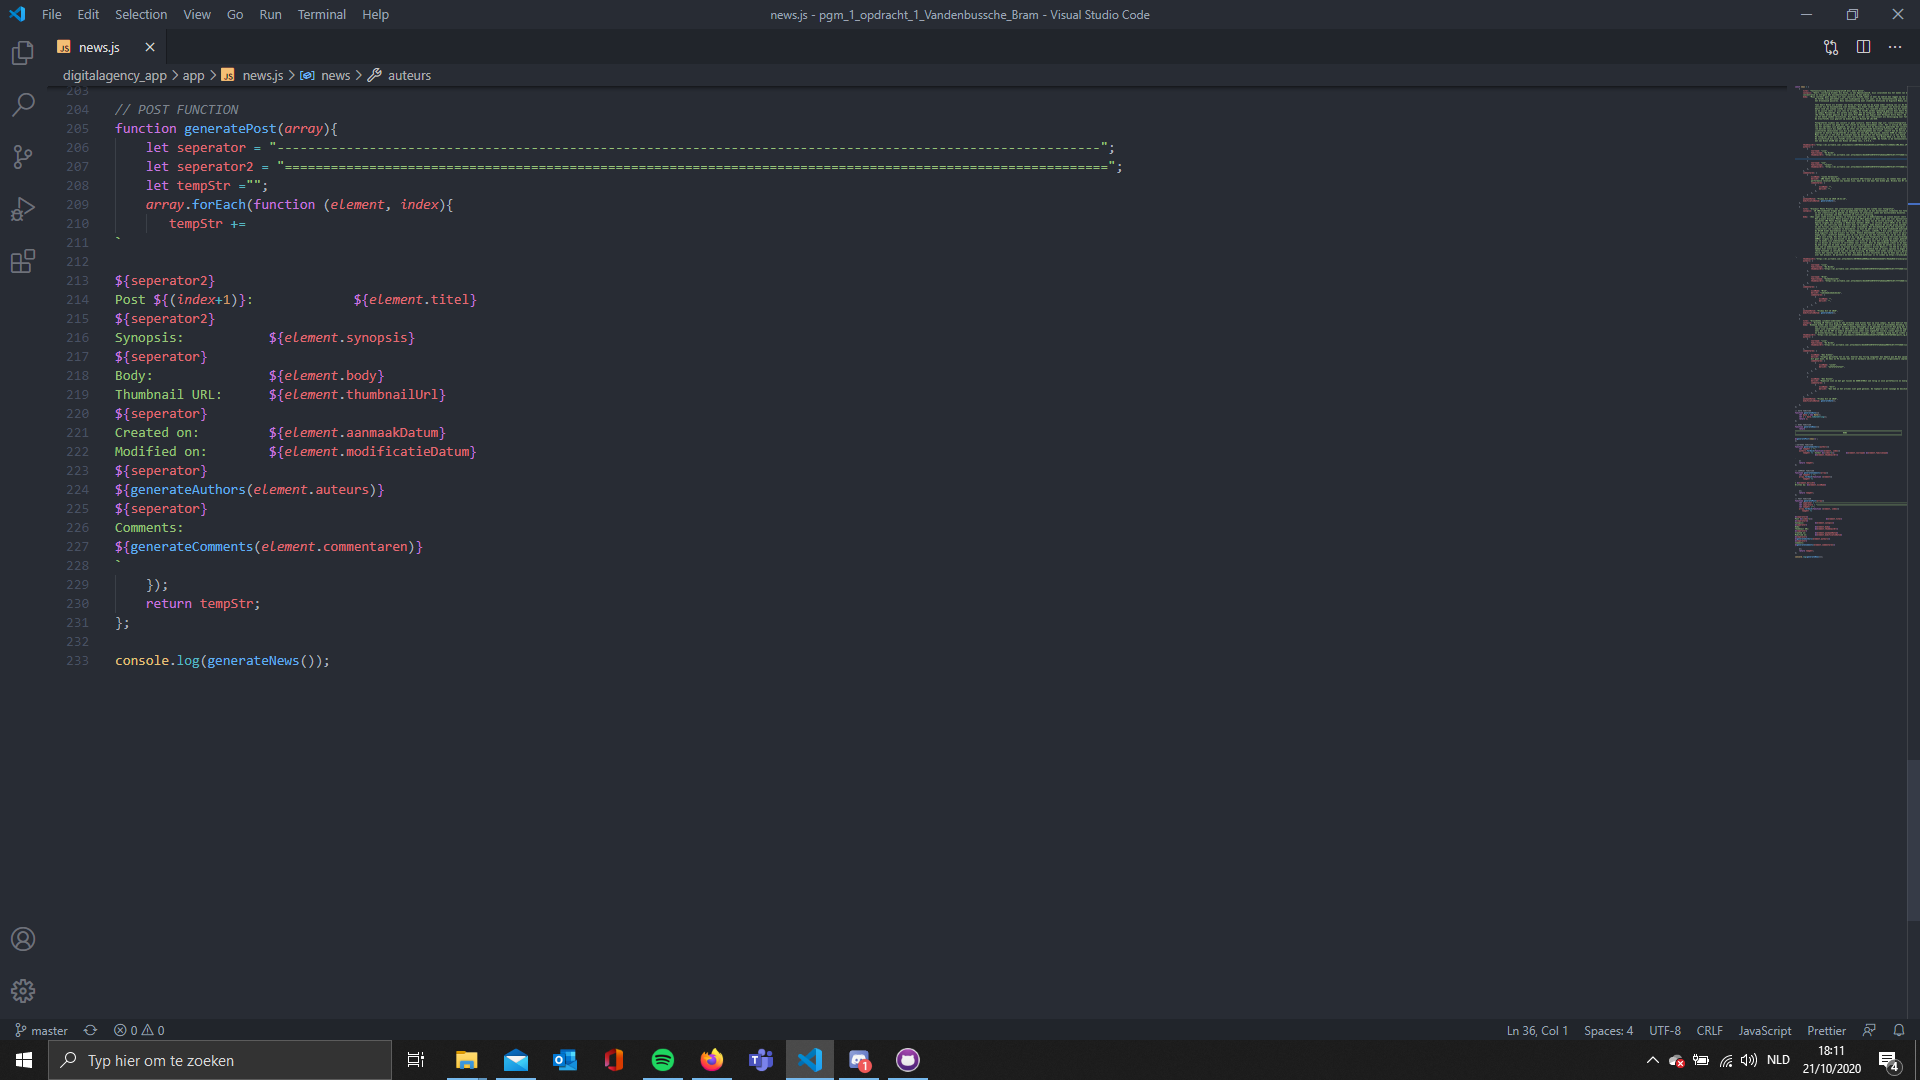 File Edit Selection View Go Run Terminal Help
news.js - pgm_1_opdracht_1_Vandenbussche_Bram - Visual Studio Code
JS news.js
digitalagency_app > app > JS news.js > news > auteurs
203
204 // POST FUNCTION
205 function generatePost(array){
206 let seperator = "-----------------------------------------------------------------------------------------------------------";
207 let seperator2 = "===========================================================================================================";
208 let tempStr ="";
209 array.forEach(function (element, index){
210 tempStr +=
211 `
212
213 ${seperator2}
214 Post ${(index+1)}: ${element.titel}
215 ${seperator2}
216 Synopsis: ${element.synopsis}
217 ${seperator}
218 Body: ${element.body}
219 Thumbnail URL: ${element.thumbnailUrl}
220 ${seperator}
221 Created on: ${element.aanmaakDatum}
222 Modified on: ${element.modificatieDatum}
223 ${seperator}
224 ${generateAuthors(element.auteurs)}
225 ${seperator}
226 Comments:
227 ${generateComments(element.commentaren)}
228 `
229 });
230 return tempStr;
231 };
232
233 console.log(generateNews());
master 0 0 Ln 36, Col 1 Spaces: 4 UTF-8 CRLF JavaScript Prettier
Typ hier om te zoeken
1
NLD
18:11
21/10/2020
4